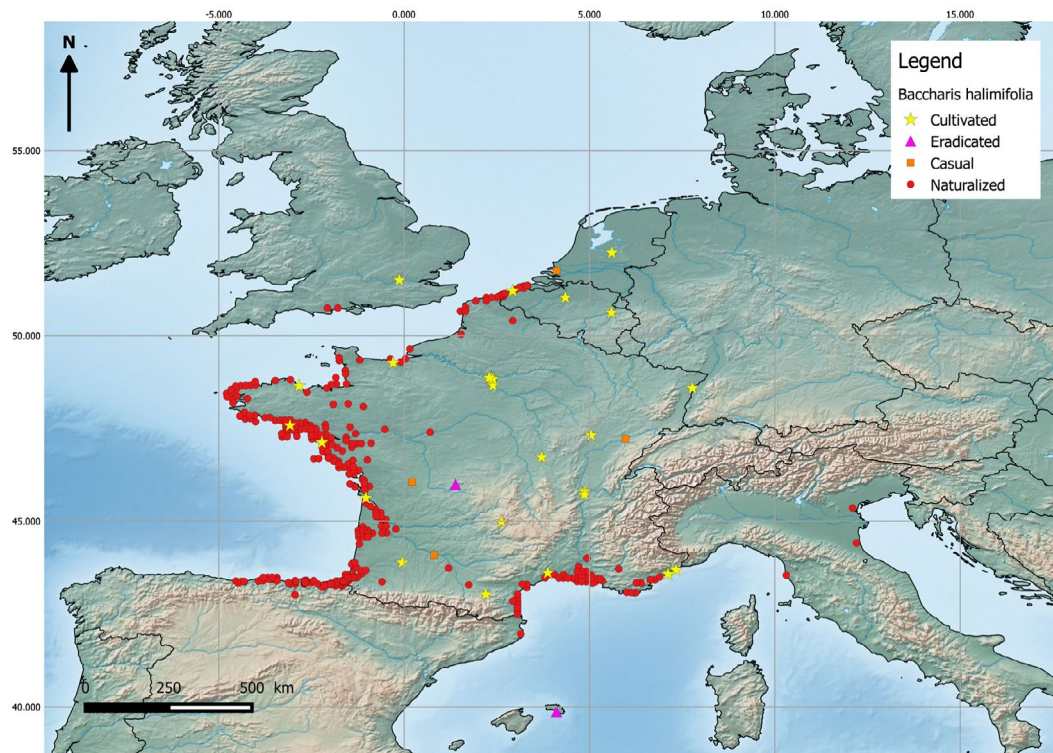 -5.000 0.000 5.000 10.000 15.000
N
Legend
Baccharis halimifolia
Cultivated
Eradicated
Casual
Naturalized
55.000
50.000
45.000
40.000
0 250 500 km